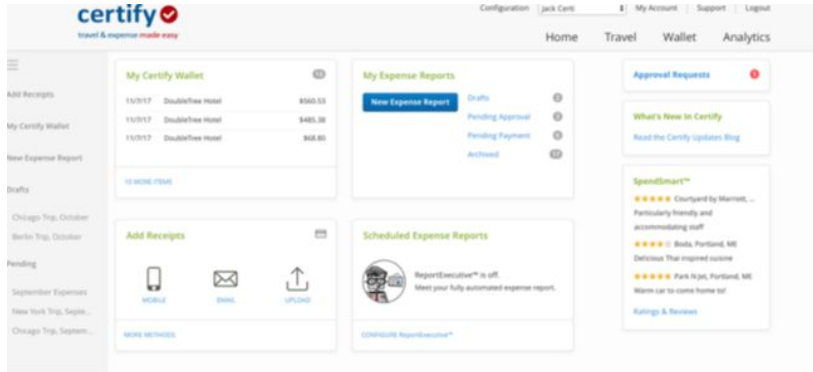 certify
travel & expense made easy
Configuration
Jack Centi
My Account
Support
Logout
Home
Travel
Wallet
Analytics
Add Receipts
My Certify Wallet
New Expense Report
Drafts
Chicago Trip, October
Berlin Trip, October
Pending
September Expenses
New York Trip, Septe...
Chicago Trip, Septem...
My Certify Wallet
11/7/17 DoubleTree Hotel $560.53
11/7/17 DoubleTree Hotel $485.38
11/7/17 DoubleTree Hotel $68.80
10 MORE ITEMS
My Expense Reports
New Expense Report
Drafts
Pending Approval
Pending Payment
Archived
Add Receipts
MOBILE
EMAIL
UPLOAD
MORE METHODS
Scheduled Expense Reports
ReportExecutive™ is off.
Meet your fully automated expense report.
CONFIGURE ReportExecutive™
Approval Requests
What's New In Certify
Read the Certify Updates Blog
SpendSmart™
Courtyard by Marriott, ...
Particularly friendly and
accommodating staff
Boda, Portland, ME
Delicious Thai inspired cuisine
Park N Jet, Portland, ME
Warm car to come home to!
Ratings & Reviews